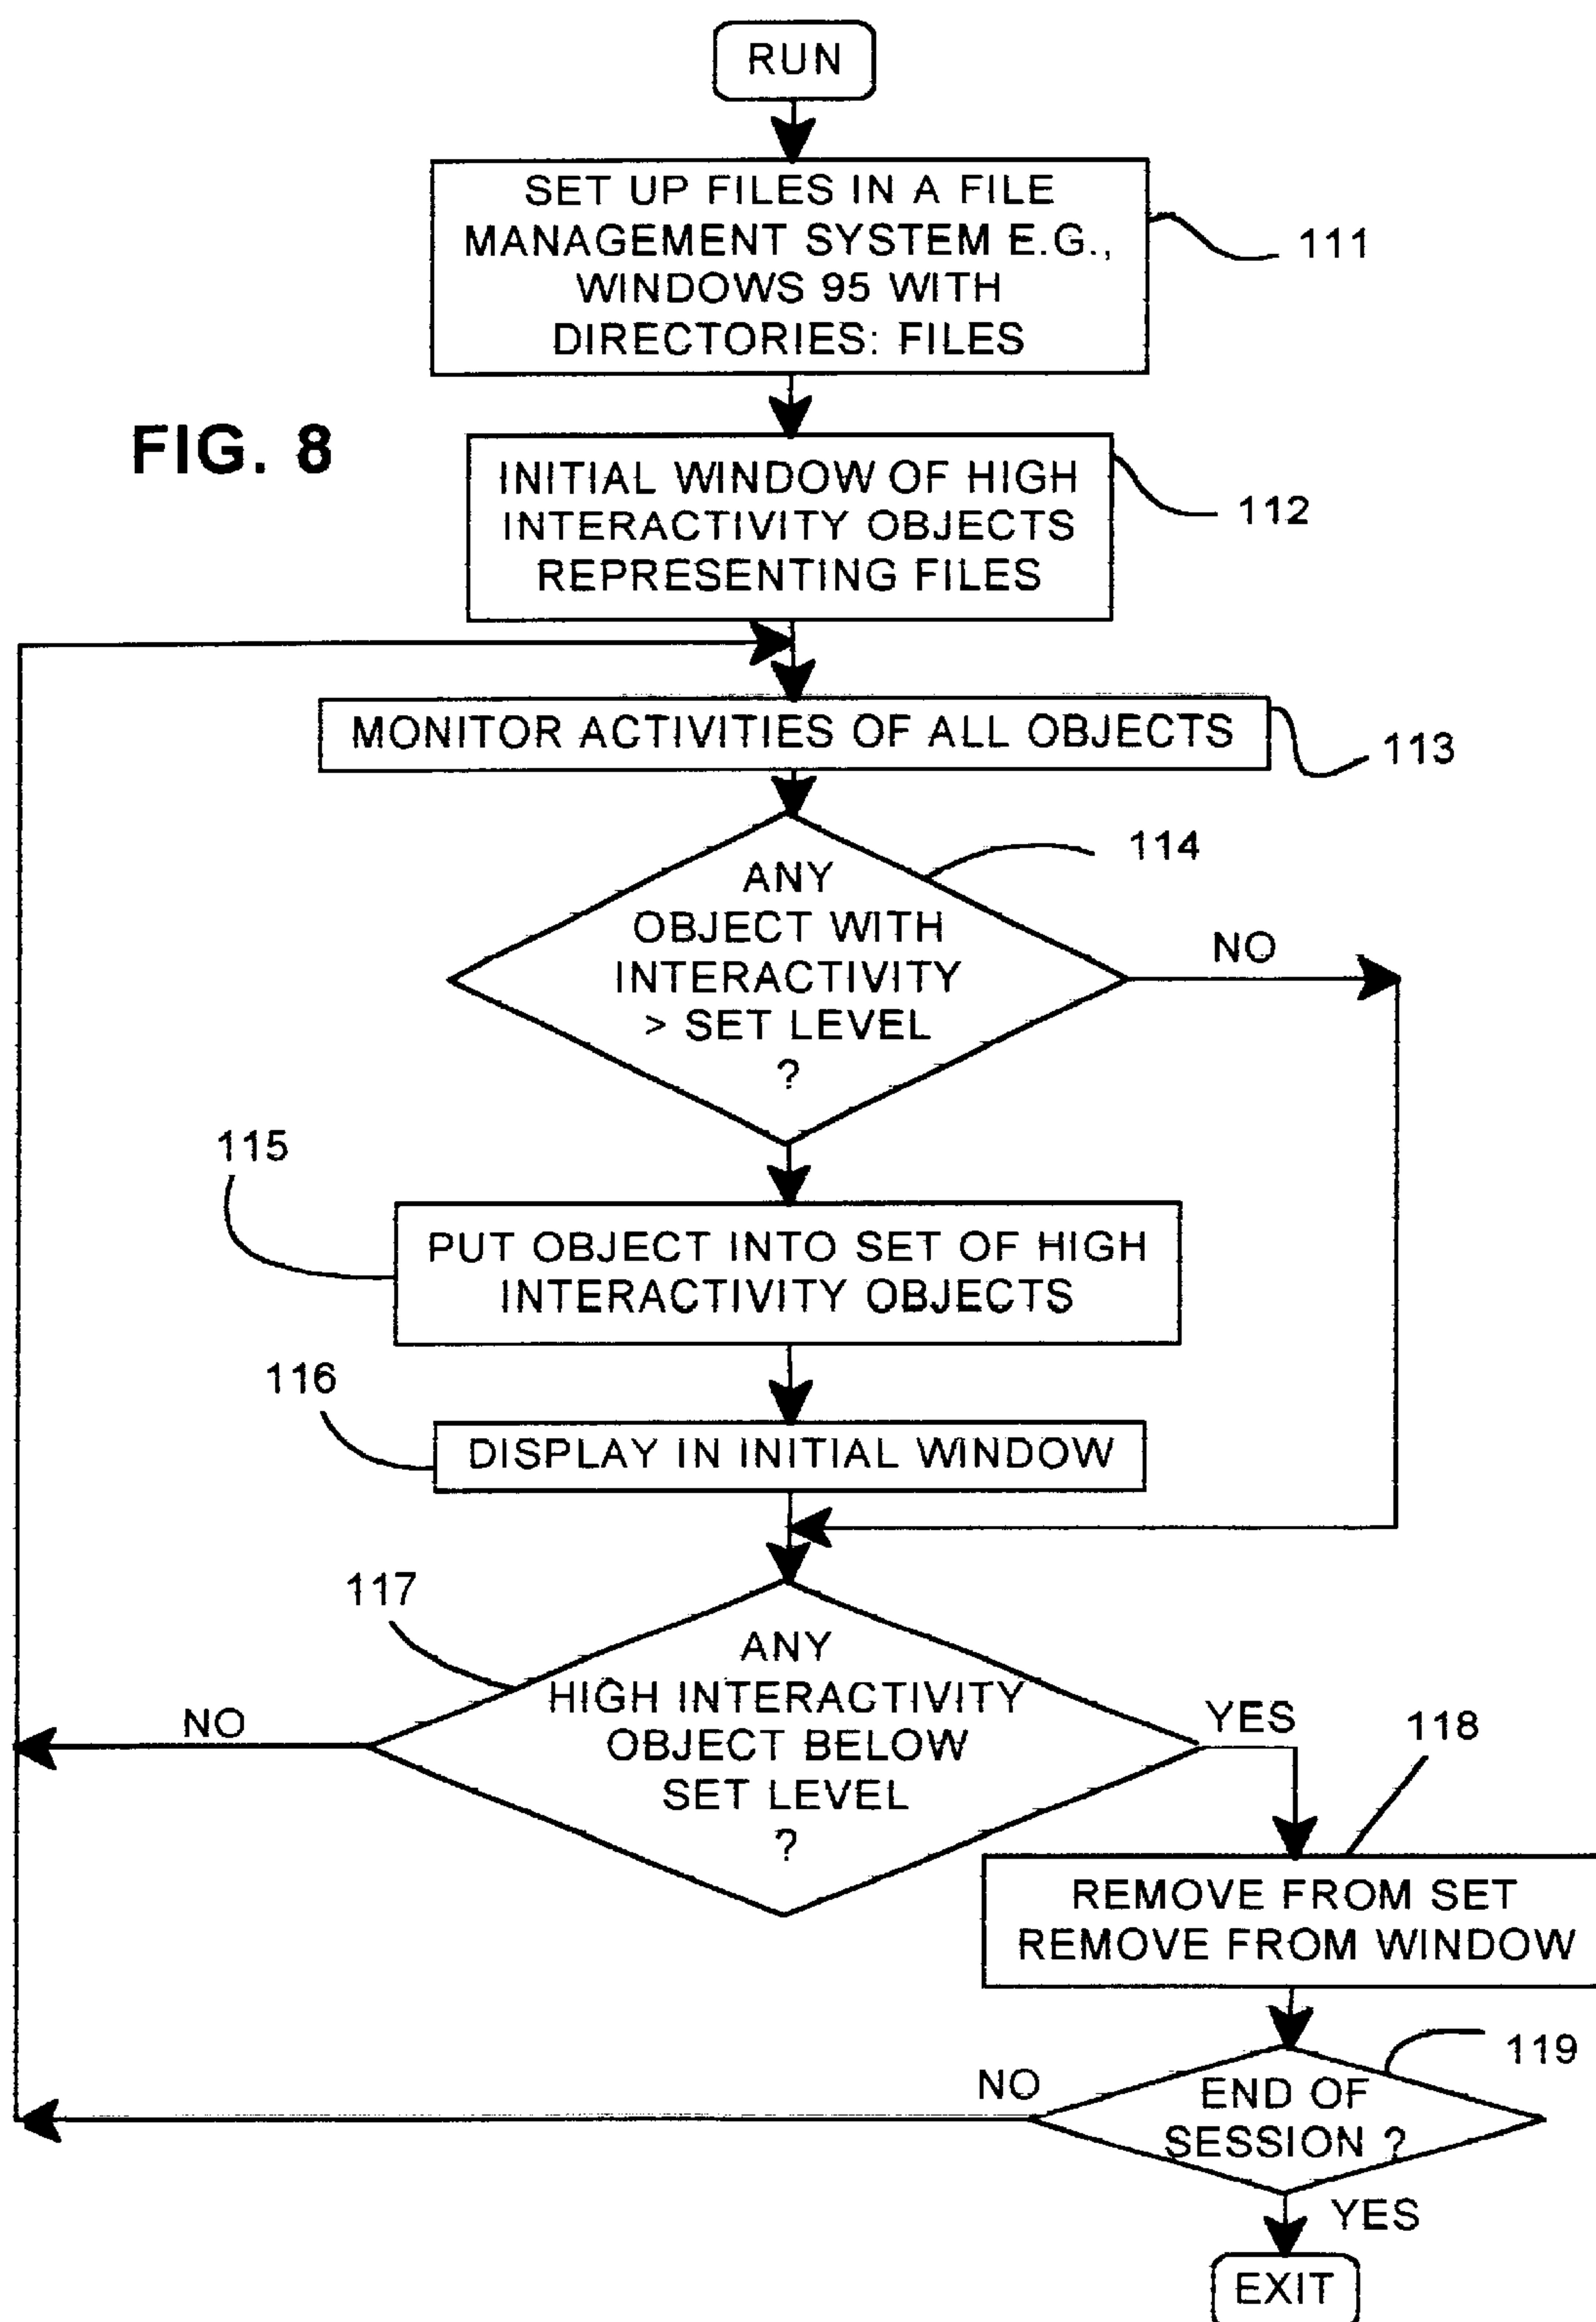 RUN
SET UP FILES IN A FILE
MANAGEMENT SYSTEM E.G.,
WINDOWS 95 WITH
DIRECTORIES: FILES
111
FIG. 8
INITIAL WINDOW OF HIGH
INTERACTIVITY OBJECTS
REPRESENTING FILES
112
MONITOR ACTIVITIES OF ALL OBJECTS
113
114
ANY
OBJECT WITH
INTERACTIVITY
> SET LEVEL
?
NO
115
PUT OBJECT INTO SET OF HIGH
INTERACTIVITY OBJECTS
116
DISPLAY IN INITIAL WINDOW
117
ANY
HIGH INTERACTIVITY
OBJECT BELOW
SET LEVEL
?
NO
YES
118
REMOVE FROM SET
REMOVE FROM WINDOW
119
NO
END OF
SESSION ?
YES
EXIT